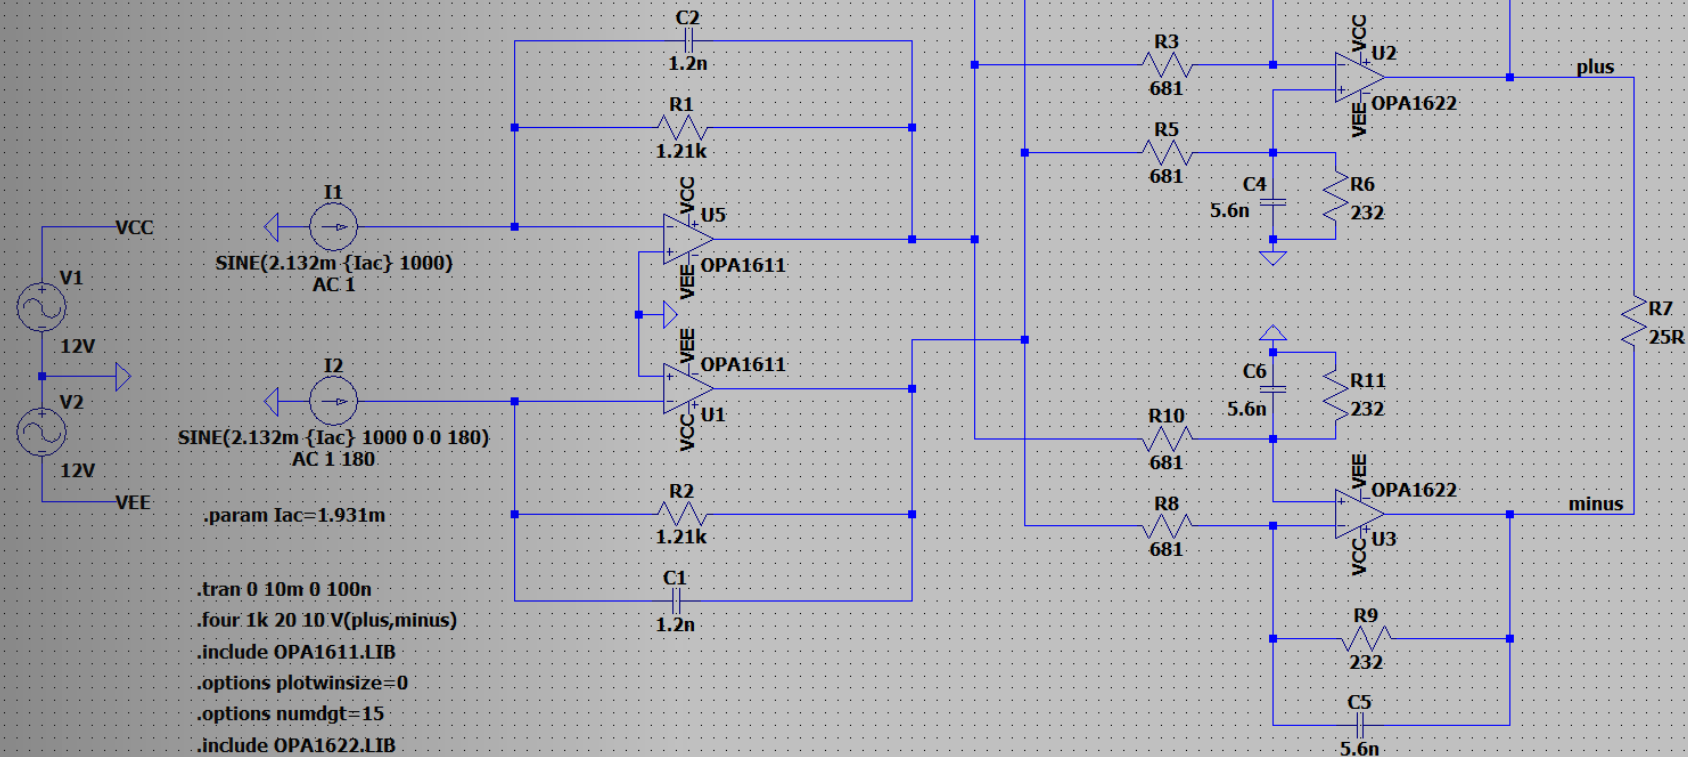 C2
1.2n
R1
1.21k
VCC
U5
OPA1611
VEE
I1
SINE(2.132m {Iac} 1000)
AC 1
VCC
V1
12V
V2
12V
VEE
I2
SINE(2.132m {Iac} 1000 0 0 180)
AC 1 180
VEE
OPA1611
U1
VCC
R2
1.21k
C1
1.2n
.param Iac=1.931m
.tran 0 10m 0 100n
.four 1k 20 10 V(plus,minus)
.include OPA1611.LIB
.options plotwinsize=0
.options numdgt=15
.include OPA1622.LIB
R3
681
VCC
U2
OPA1622
VEE
plus
R5
681
C4
5.6n
R6
232
R7
25R
C6
5.6n
R11
232
R10
681
VEE
OPA1622
U3
VCC
minus
R8
681
R9
232
C5
5.6n